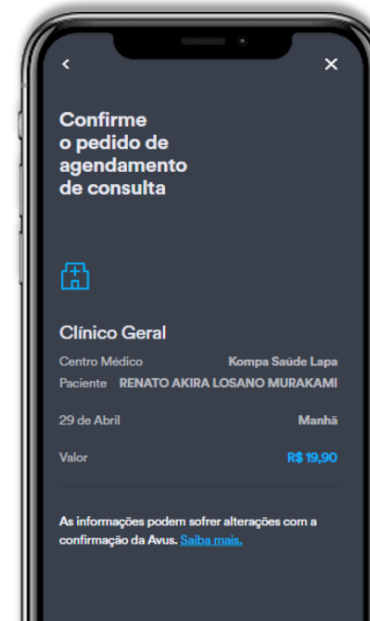 Confirme
o pedido de
agendamento
de consulta
Clínico Geral
Centro Médico Kompa Saúde Lapa
Paciente RENATO AKIRA LOSANO MURAKAMI
29 de Abril Manhã
Valor R$ 19,90
As informações podem sofrer alterações com a
confirmação da Avus. Saiba mais.